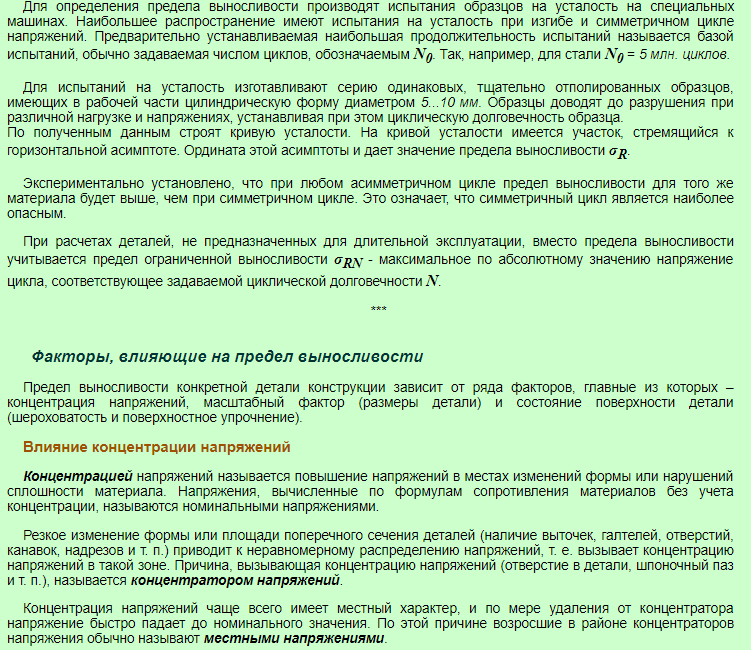 Для определения предела выносливости производят испытания образцов на усталость на специальных
машинах. Наибольшее распространение имеют испытания на усталость при изгибе и симметричном цикле
напряжений. Предварительно устанавливаемая наибольшая продолжительность испытаний называется базой
испытаний, обычно задаваемая числом циклов, обозначаемым N0. Так, например, для стали N0 = 5 млн. циклов.
Для испытаний на усталость изготавливают серию одинаковых, тщательно отполированных образцов,
имеющих в рабочей части цилиндрическую форму диаметром 5...10 мм. Образцы доводят до разрушения при
различной нагрузке и напряжениях, устанавливая при этом циклическую долговечность образца.
По полученным данным строят кривую усталости. На кривой усталости имеется участок, стремящийся к
горизонтальной асимптоте. Ордината этой асимптоты и дает значение предела выносливости σR.
Экспериментально установлено, что при любом асимметричном цикле предел выносливости для того же
материала будет выше, чем при симметричном цикле. Это означает, что симметричный цикл является наиболее
опасным.
При расчетах деталей, не предназначенных для длительной эксплуатации, вместо предела выносливости
учитывается предел ограниченной выносливости σRN - максимальное по абсолютному значению напряжение
цикла, соответствующее задаваемой циклической долговечности N.
***
Факторы, влияющие на предел выносливости
Предел выносливости конкретной детали конструкции зависит от ряда факторов, главные из которых –
концентрация напряжений, масштабный фактор (размеры детали) и состояние поверхности детали
(шероховатость и поверхностное упрочнение).
Влияние концентрации напряжений
Концентрацией напряжений называется повышение напряжений в местах изменений формы или нарушений
сплошности материала. Напряжения, вычисленные по формулам сопротивления материалов без учета
концентрации, называются номинальными напряжениями.
Резкое изменение формы или площади поперечного сечения деталей (наличие выточек, галтелей, отверстий,
канавок, надрезов и т. п.) приводит к неравномерному распределению напряжений, т. е. вызывает концентрацию
напряжений в такой зоне. Причина, вызывающая концентрацию напряжений (отверстие в детали, шпоночный паз
и т. п.), называется концентратором напряжений.
Концентрация напряжений чаще всего имеет местный характер, и по мере удаления от концентратора
напряжение быстро падает до номинального значения. По этой причине возросшие в районе концентраторов
напряжения обычно называют местными напряжениями.